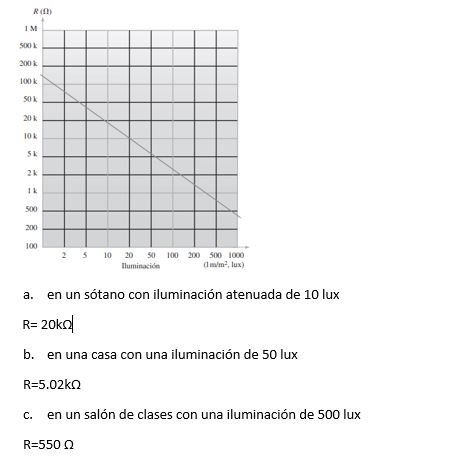 R (Ω)
1 M
500 k
200 k
100 k
50 k
20 k
10 k
5 k
2 k
1 k
500
200
100
2 5 10 20 50 100 200 500 1000
Iluminación (lm/m², lux)
a. en un sótano con iluminación atenuada de 10 lux
R= 20kΩ
b. en una casa con una iluminación de 50 lux
R=5.02kΩ
c. en un salón de clases con una iluminación de 500 lux
R=550 Ω